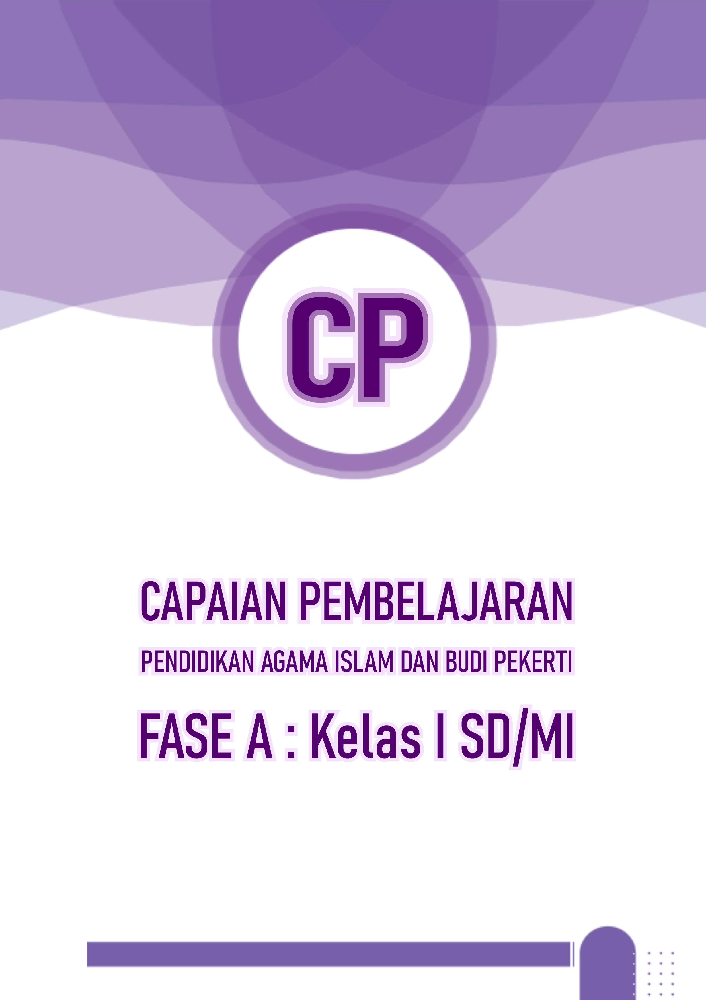 CP
CAPAIAN PEMBELAJARAN
PENDIDIKAN AGAMA ISLAM DAN BUDI PEKERTI
FASE A : Kelas I SD/MI